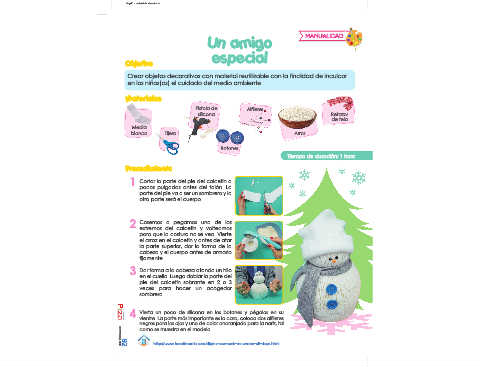 MANUALIDAD
Un amigo
especial
Objetivo
Crear objetos decorativos con material reutilizable con la finalidad de inculcar
en los niños(as) el cuidado del medio ambiente
Materiales
Media
blanca
Tijera
Pistola de
silicona
Botones
Alfileres
Arroz
Retazos
de tela
Tiempo de duración: 1 hora
Procedimiento
1 Cortar la parte del pie del calcetín a
pocas pulgadas antes del talón. La
parte del pie va a ser un sombrero y la
otra parte será el cuerpo
2 Cosemos o pegamos uno de los
extremos del calcetín y volteamos
para que la costura no se vea. Vierte
el arroz en el calcetín y antes de atar
la parte superior, dar la forma de la
cabeza y el cuerpo antes de amarrar
fijamente
3 Da forma a la cabeza atando un hilo
en el cuello. Luego doblar la parte del
pie del calcetín sobrante en 2 o 3
veces para hacer un acogedor
sombrero
4 Vierta un poco de silicona en los botones y pégalos en su
vientre. La parte más importante es la cara, coloca dos alfileres
negros para los ojos y uno de color anaranjado para la nariz, tal
como se muestra en el modelo